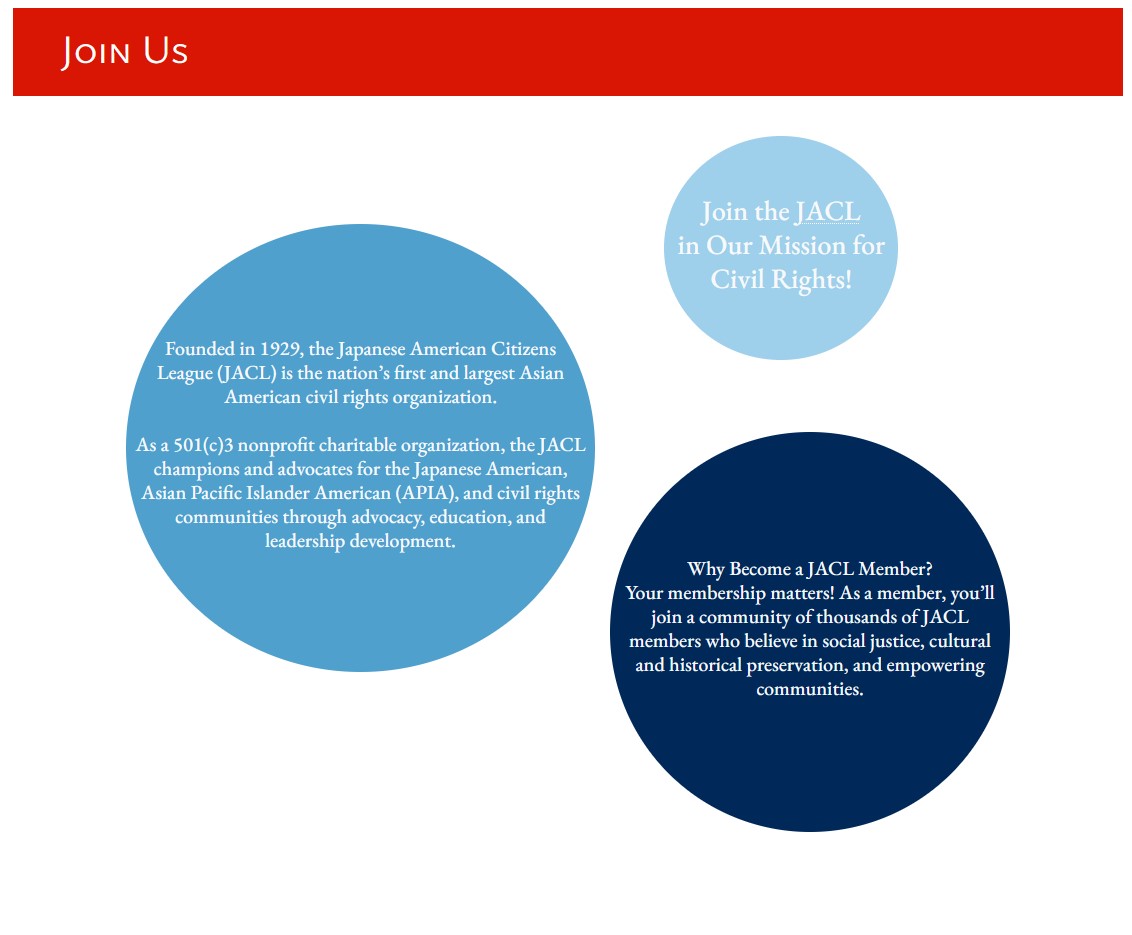 Join Us
Join the JACL
in Our Mission for
Civil Rights!
Founded in 1929, the Japanese American Citizens
League (JACL) is the nation’s first and largest Asian
American civil rights organization.
As a 501(c)3 nonprofit charitable organization, the JACL
champions and advocates for the Japanese American,
Asian Pacific Islander American (APIA), and civil rights
communities through advocacy, education, and
leadership development.
Why Become a JACL Member?
Your membership matters! As a member, you’ll
join a community of thousands of JACL
members who believe in social justice, cultural
and historical preservation, and empowering
communities.